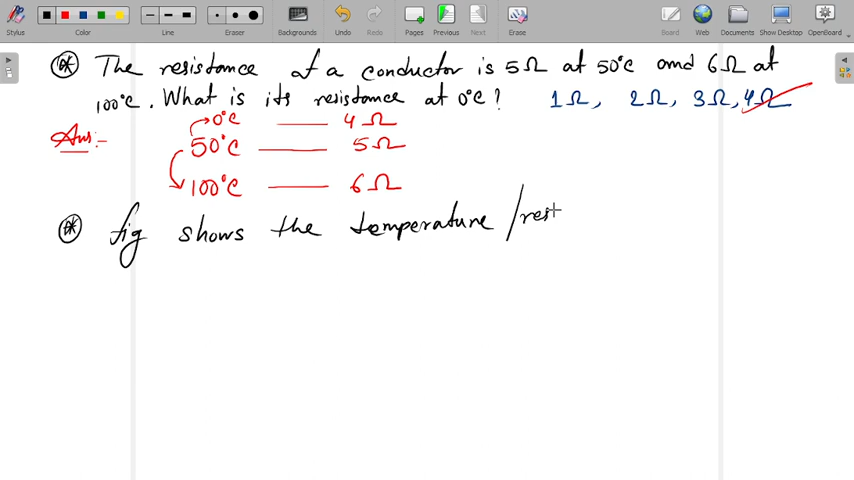 Stylus
Color
Line
Eraser
Backgrounds
Undo
Redo
Pages
Previous
Next
Erase
Board
Web
Documents
Show Desktop
OpenBoard
The resistance of a conductor is 5Ω at 50°C and 6Ω at
100°C. What is its resistance at 0°C? 1Ω, 2Ω, 3Ω, 4Ω
Ans:-
0°C —— 4Ω
50°C —— 5Ω
100°C —— 6Ω
fig shows the temperature /resi